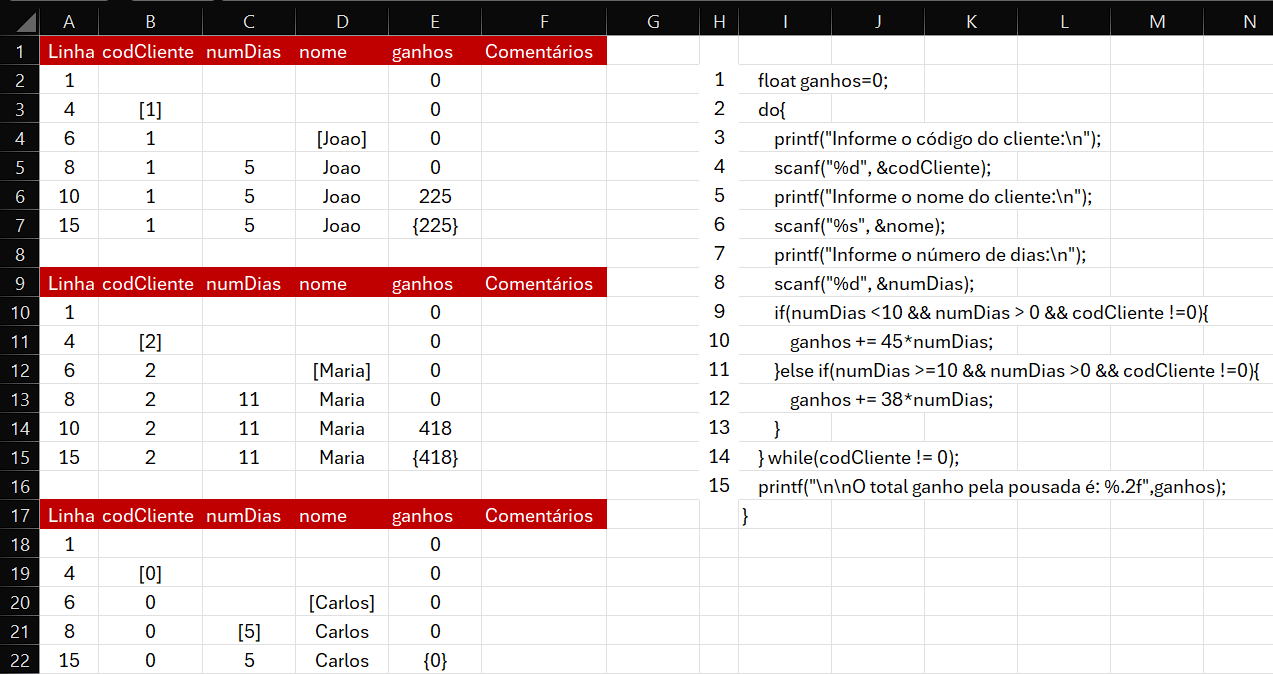 A B C D E F G H I J K L M N
1 Linha codCliente numDias nome ganhos Comentários
2 1 0 1 float ganhos=0;
3 4 [1] 0 2 do{
4 6 1 [Joao] 0 3 printf("Informe o código do cliente:\n");
5 8 1 5 Joao 0 4 scanf("%d", &codCliente);
6 10 1 5 Joao 225 5 printf("Informe o nome do cliente:\n");
7 15 1 5 Joao {225} 6 scanf("%s", &nome);
8 7 printf("Informe o número de dias:\n");
9 Linha codCliente numDias nome ganhos Comentários 8 scanf("%d", &numDias);
10 1 0 9 if(numDias <10 && numDias > 0 && codCliente !=0){
11 4 [2] 0 10 ganhos += 45*numDias;
12 6 2 [Maria] 0 11 }else if(numDias >=10 && numDias >0 && codCliente !=0){
13 8 2 11 Maria 0 12 ganhos += 38*numDias;
14 10 2 11 Maria 418 13 }
15 15 2 11 Maria {418} 14 } while(codCliente != 0);
16 15 printf("\n\nO total ganho pela pousada é: %.2f",ganhos);
17 Linha codCliente numDias nome ganhos Comentários }
18 1 0
19 4 [0] 0
20 6 0 [Carlos] 0
21 8 0 [5] Carlos 0
22 15 0 5 Carlos {0}